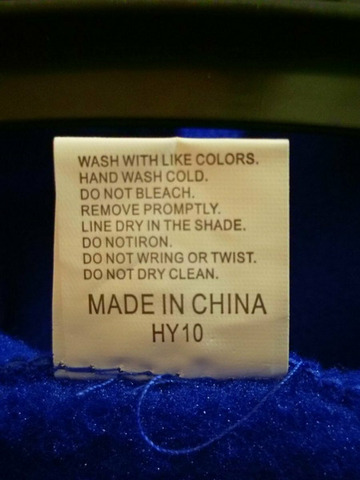 WASH WITH LIKE COLORS.
HAND WASH COLD.
DO NOT BLEACH.
REMOVE PROMPTLY.
LINE DRY IN THE SHADE.
DO NOTIRON.
DO NOT WRING OR TWIST.
DO NOT DRY CLEAN.
MADE IN CHINA
HY10